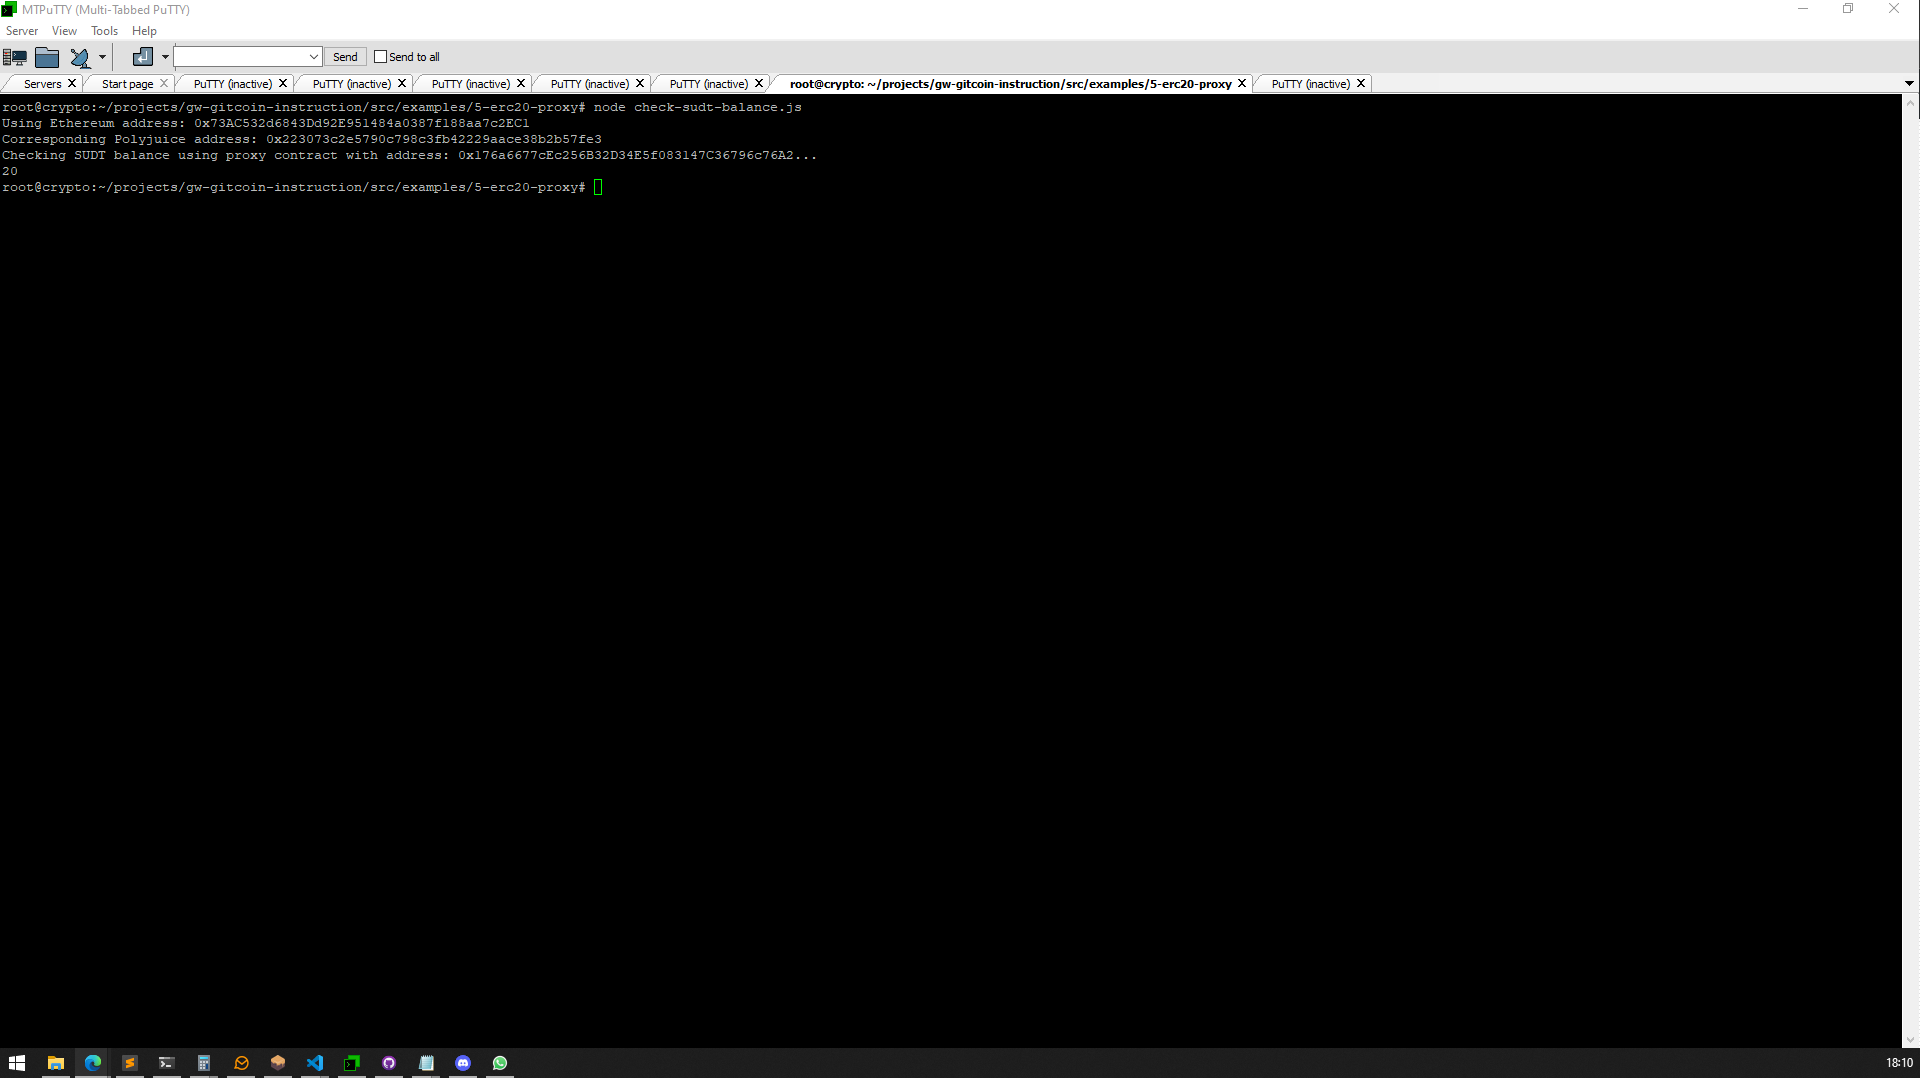 MTPuTTY (Multi-Tabbed PuTTY)
Server View Tools Help
Send Send to all
Servers Start page PuTTY (inactive) PuTTY (inactive) PuTTY (inactive) PuTTY (inactive) PuTTY (inactive) root@crypto: ~/projects/gw-gitcoin-instruction/src/examples/5-erc20-proxy PuTTY (inactive)
root@crypto:~/projects/gw-gitcoin-instruction/src/examples/5-erc20-proxy# node check-sudt-balance.js
Using Ethereum address: 0x73AC532d6843Dd92E951484a0387f188aa7c2EC1
Corresponding Polyjuice address: 0x223073c2e5790c798c3fb42229aace38b2b57fe3
Checking SUDT balance using proxy contract with address: 0x176a6677cEc256B32D34E5f083147C36796c76A2...
20
root@crypto:~/projects/gw-gitcoin-instruction/src/examples/5-erc20-proxy#
18:10